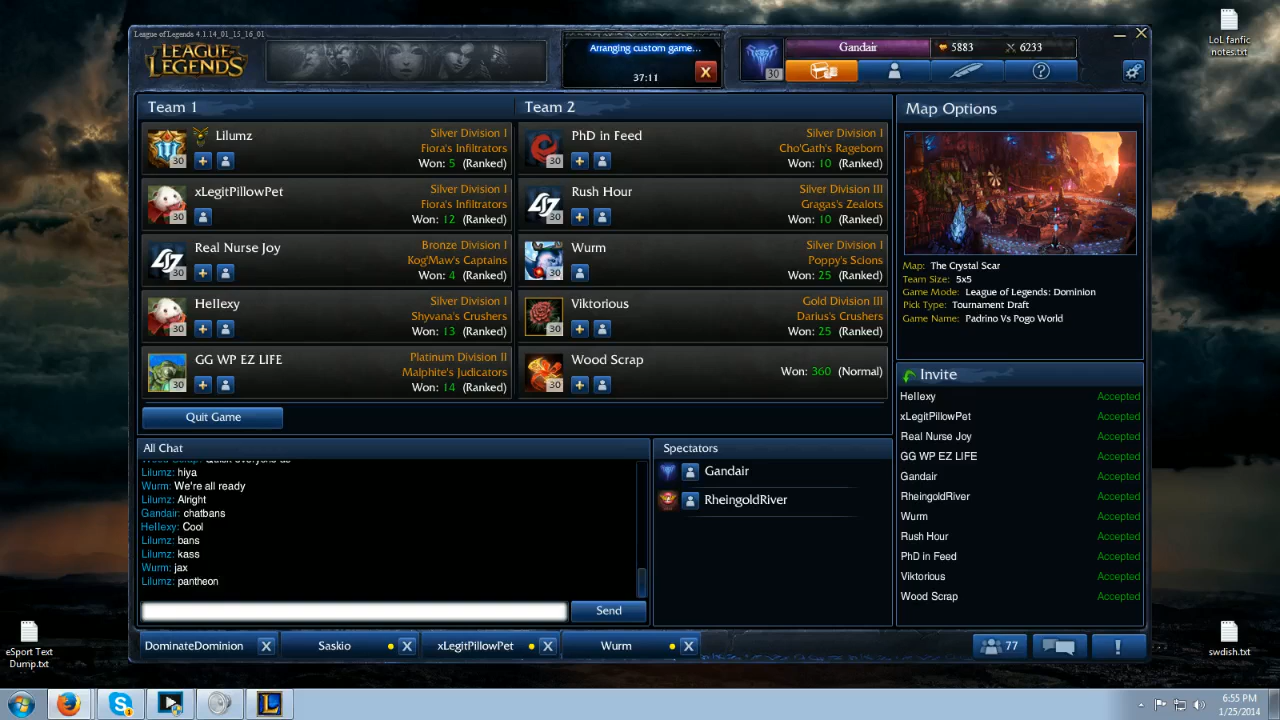 League of Legends 4.1.14_01_15_16_01
LoL fanfic
notes.txt
LEAGUE OF
LEGENDS
Arranging custom game...
37:11
X
30
Gandair
5883
6233
?
Team 1
Team 2
Map Options
Lilumz
30
Silver Division I
Fiora's Infiltrators
Won: 5 (Ranked)
PhD in Feed
30
Silver Division I
Cho'Gath's Rageborn
Won: 10 (Ranked)
xLegitPillowPet
30
Silver Division I
Fiora's Infiltrators
Won: 12 (Ranked)
Rush Hour
30
Silver Division III
Gragas's Zealots
Won: 10 (Ranked)
Real Nurse Joy
30
Bronze Division I
Kog'Maw's Captains
Won: 4 (Ranked)
Wurm
30
Silver Division I
Poppy's Scions
Won: 25 (Ranked)
Hellexy
30
Silver Division I
Shyvana's Crushers
Won: 13 (Ranked)
Viktorious
30
Gold Division III
Darius's Crushers
Won: 25 (Ranked)
GG WP EZ LIFE
30
Platinum Division II
Malphite's Judicators
Won: 14 (Ranked)
Wood Scrap
30
Won: 360 (Normal)
Map: The Crystal Scar
Team Size: 5x5
Game Mode: League of Legends: Dominion
Pick Type: Tournament Draft
Game Name: Padrino Vs Pogo World
Quit Game
Invite
Hellexy Accepted
xLegitPillowPet Accepted
Real Nurse Joy Accepted
GG WP EZ LIFE Accepted
Gandair Accepted
RheingoldRiver Accepted
Wurm Accepted
Rush Hour Accepted
PhD in Feed Accepted
Viktorious Accepted
Wood Scrap Accepted
All Chat
Lilumz: hiya
Wurm: We're all ready
Lilumz: Alright
Gandair: chatbans
Hellexy: Cool
Lilumz: bans
Lilumz: kass
Wurm: jax
Lilumz: pantheon
Send
Spectators
Gandair
RheingoldRiver
DominateDominion
Saskio
xLegitPillowPet
Wurm
77
!
eSport Text
Dump.txt
swdish.txt
6:55 PM
1/25/2014